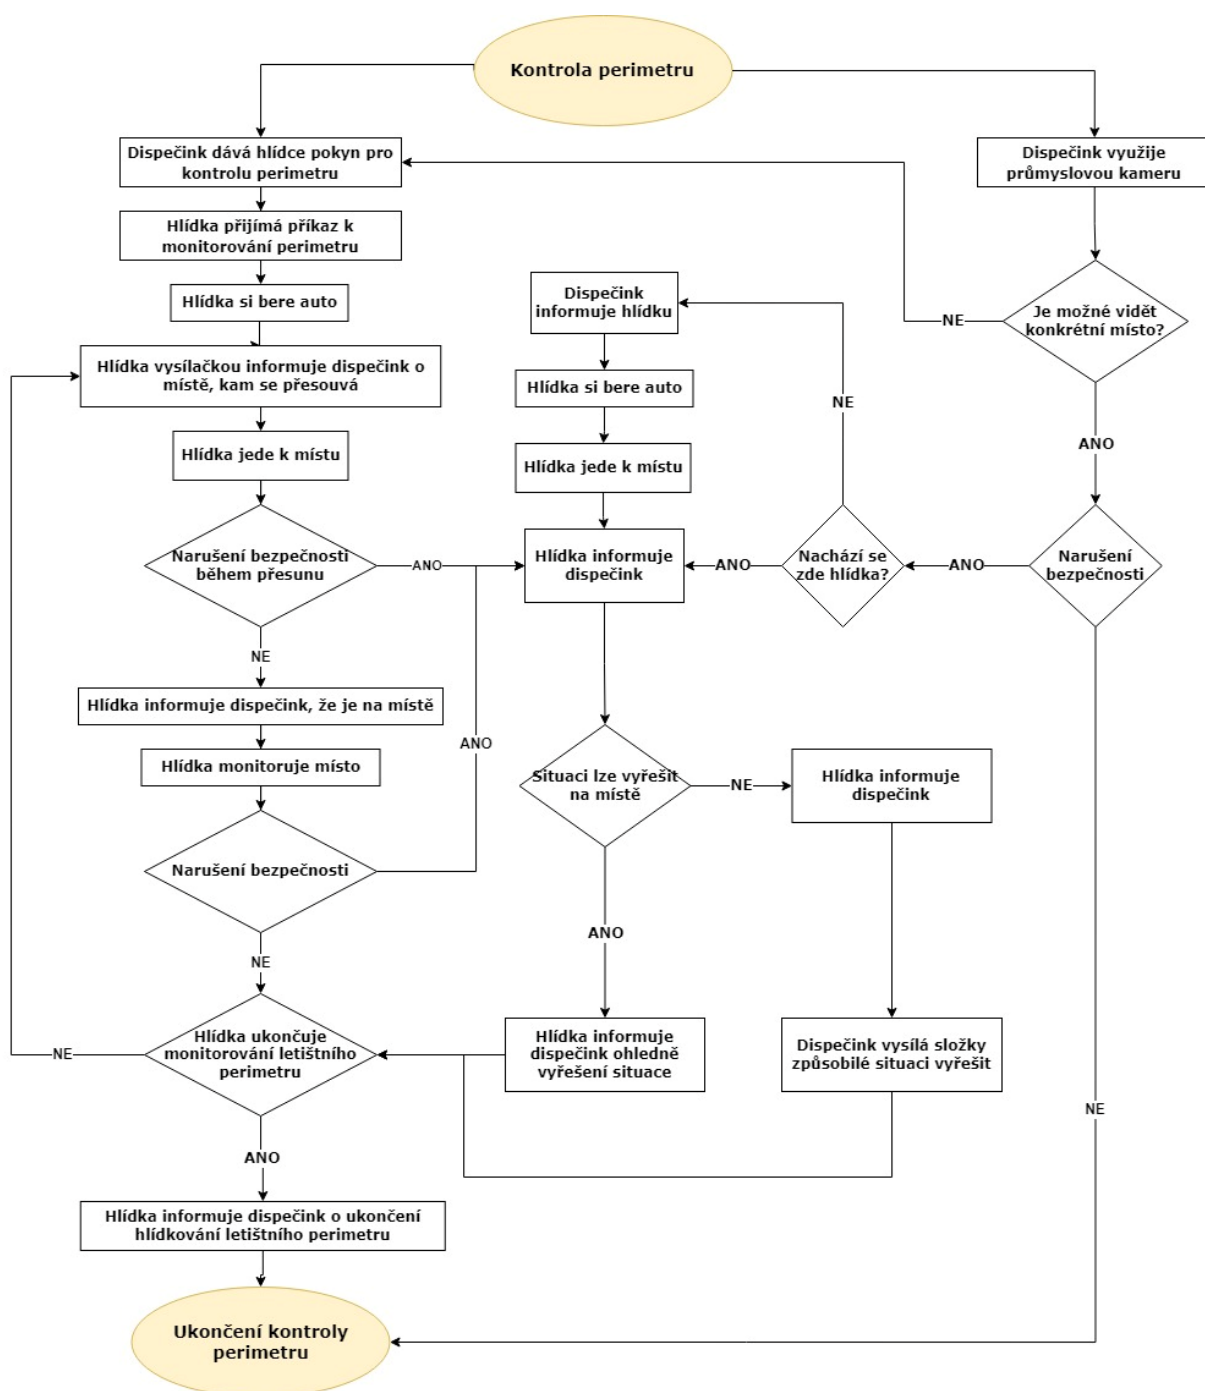 Kontrola perimetru
Dispečink dává hlídce pokyn pro
kontrolu perimetru
Dispečink využije
průmyslovou kameru
Hlídka přijímá příkaz k
monitorování perimetru
Hlídka si bere auto
Dispečink
informuje hlídku
NE
Je možné vidět
konkrétní místo?
Hlídka vysílačkou informuje dispečink o
místě, kam se přesouvá
Hlídka si bere auto
NE
ANO
Hlídka jede k místu
Hlídka jede k místu
Narušení bezpečnosti
během přesunu
ANO
Hlídka informuje
dispečink
ANO
Nachází se
zde hlídka?
ANO
Narušení
bezpečnosti
NE
Hlídka informuje dispečink, že je na místě
ANO
Hlídka monitoruje místo
Situaci lze vyřešit
na místě
NE
Hlídka informuje
dispečink
Narušení bezpečnosti
ANO
NE
Hlídka ukončuje
monitorování letištního
perimetru
NE
Hlídka informuje
dispečink ohledně
vyřešení situace
Dispečink vysílá složky
způsobilé situaci vyřešit
NE
ANO
Hlídka informuje dispečink o ukončení
hlídkování letištního perimetru
Ukončení kontroly
perimetru